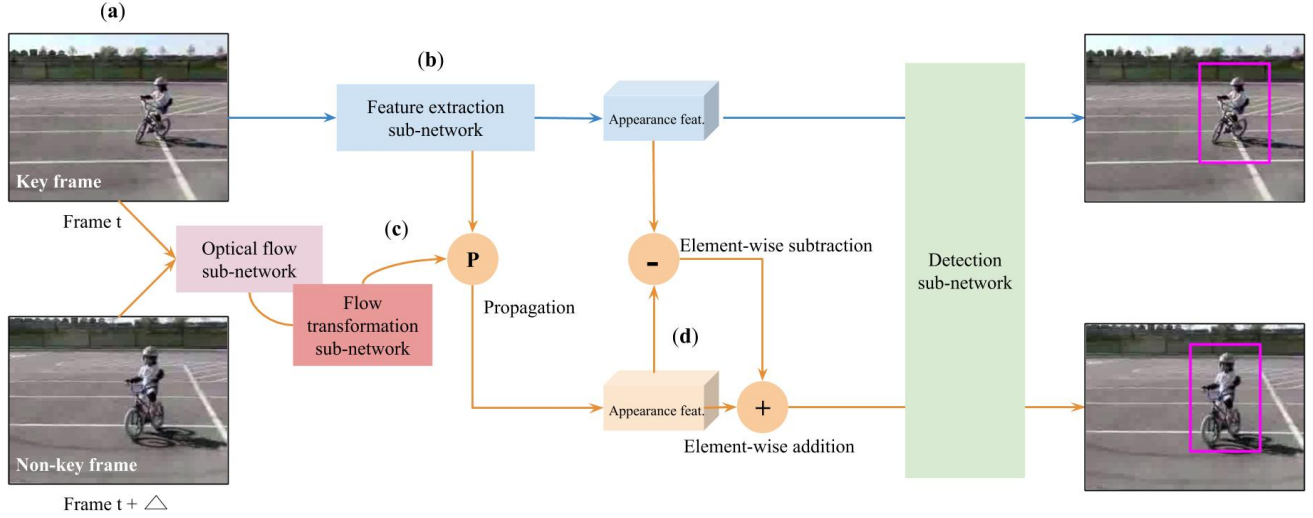 (a)
(b)
Feature extraction
sub-network
Appearance feat.
Key frame
Frame t
(c)
Optical flow
sub-network
P
-
Element-wise subtraction
Detection
sub-network
Flow
transformation
sub-network
Propagation
(d)
Appearance feat.
+
Element-wise addition
Non-key frame
Frame t + △